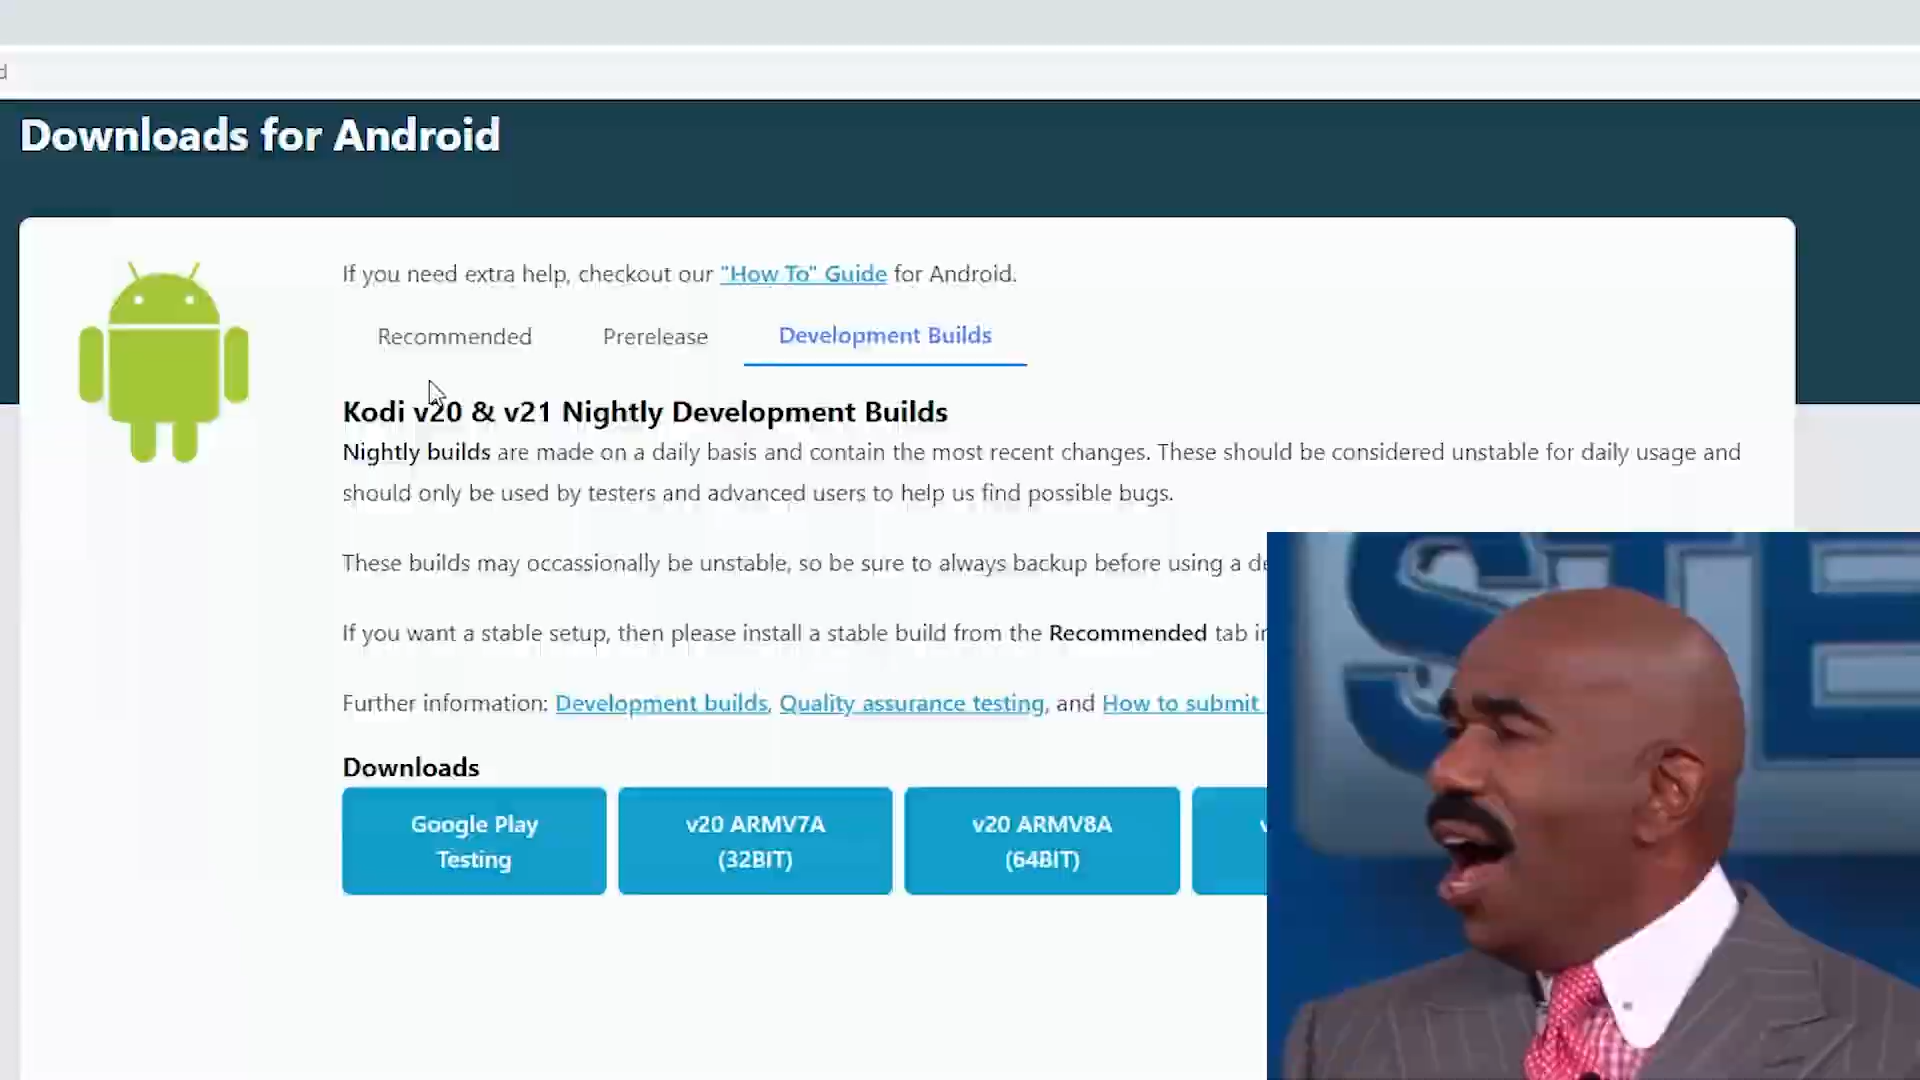 d
Downloads for Android
If you need extra help, checkout our "How To" Guide for Android.
Recommended Prerelease Development Builds
Kodi v20 & v21 Nightly Development Builds
Nightly builds are made on a daily basis and contain the most recent changes. These should be considered unstable for daily usage and
should only be used by testers and advanced users to help us find possible bugs.
These builds may occassionally be unstable, so be sure to always backup before using a de
If you want a stable setup, then please install a stable build from the Recommended tab in
Further information: Development builds, Quality assurance testing, and How to submit
Downloads
Google Play
Testing
v20 ARMV7A
(32BIT)
v20 ARMV8A
(64BIT)
v
STE